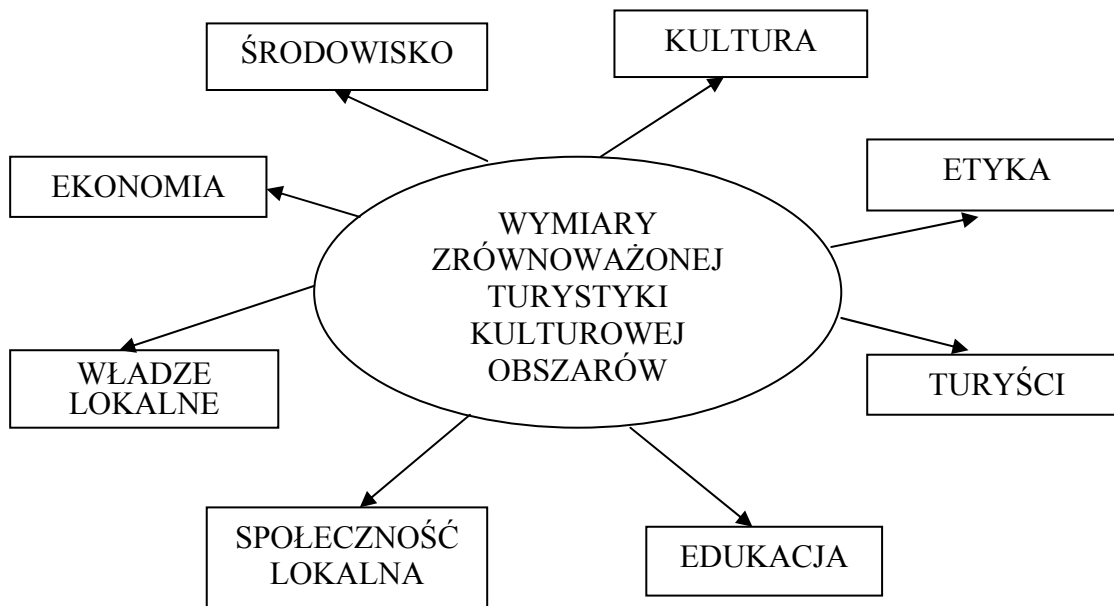 ŚRODOWISKO
KULTURA
EKONOMIA
ETYKA
WYMIARY
ZRÓWNOWAŻONEJ
TURYSTYKI
KULTUROWEJ
OBSZARÓW
WŁADZE
LOKALNE
TURYŚCI
SPOŁECZNOŚĆ
LOKALNA
EDUKACJA